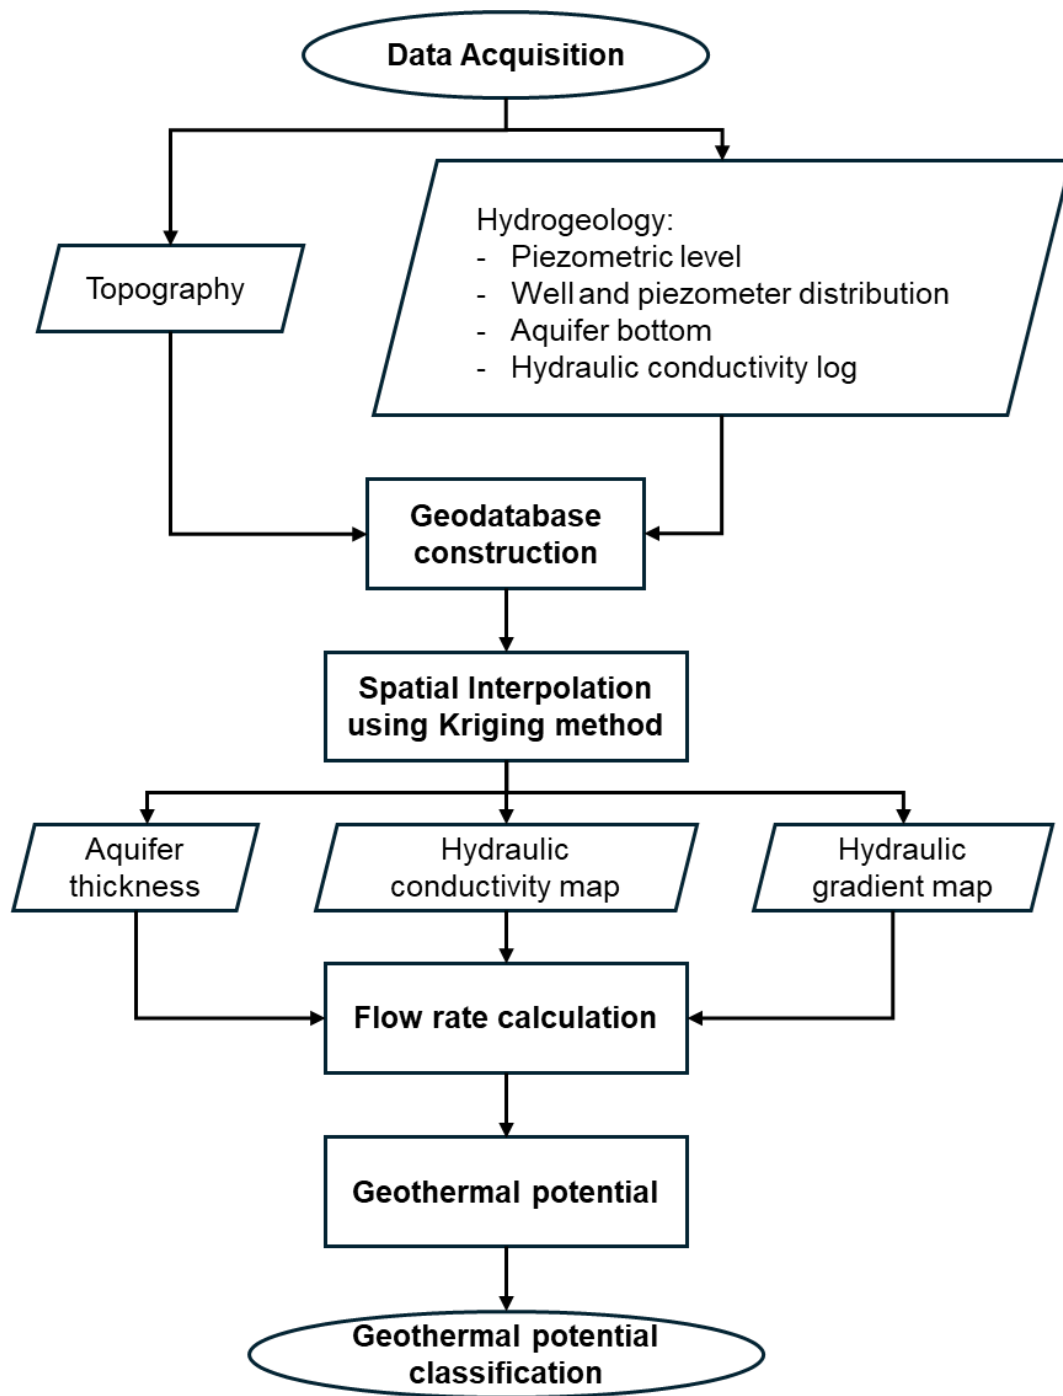 Data Acquisition
Topography
Hydrogeology:
- Piezometric level
- Well and piezometer distribution
- Aquifer bottom
- Hydraulic conductivity log
Geodatabase
construction
Spatial Interpolation
using Kriging method
Aquifer
thickness
Hydraulic
conductivity map
Hydraulic
gradient map
Flow rate calculation
Geothermal potential
Geothermal potential
classification